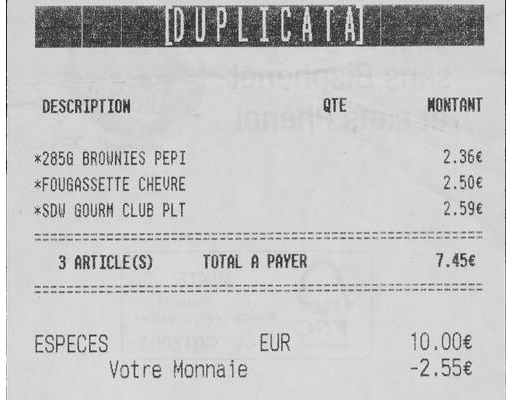 [DUPLICATA]
DESCRIPTION QTE MONTANT
*285G BROWNIES PEPI 2.36€
*FOUGASSETTE CHEVRE 2.50€
*SDW GOURM CLUB PLT 2.59€
================================================
3 ARTICLE(S) TOTAL A PAYER 7.45€
================================================
ESPECES EUR 10.00€
Votre Monnaie -2.55€